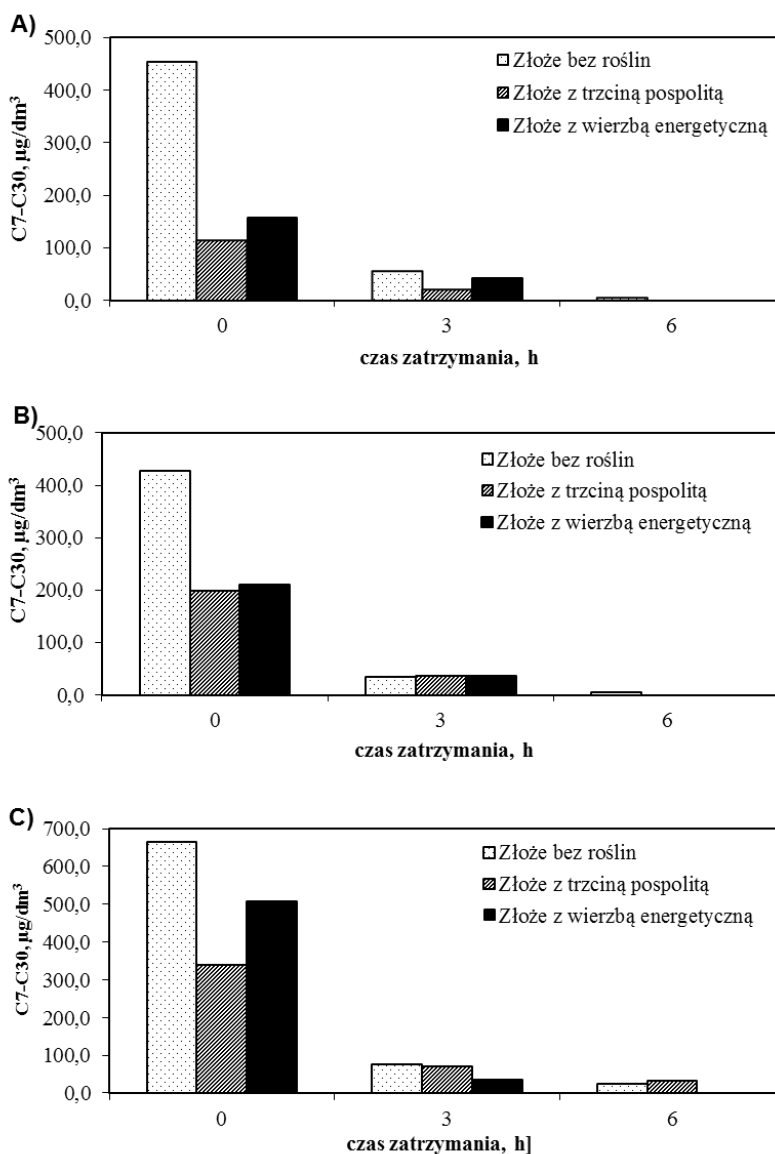 A)
500,0
400,0
300,0
200,0
100,0
0,0
C7-C30, µg/dm³
Złoże bez roślin
Złoże z trzciną pospolitą
Złoże z wierzbą energetyczną
0 3 6
czas zatrzymania, h
B)
500,0
400,0
300,0
200,0
100,0
0,0
C7-C30, µg/dm³
Złoże bez roślin
Złoże z trzciną pospolitą
Złoże z wierzbą energetyczną
0 3 6
czas zatrzymania, h
C)
700,0
600,0
500,0
400,0
300,0
200,0
100,0
0,0
C7-C30, µg/dm³
Złoże bez roślin
Złoże z trzciną pospolitą
Złoże z wierzbą energetyczną
0 3 6
czas zatrzymania, h]